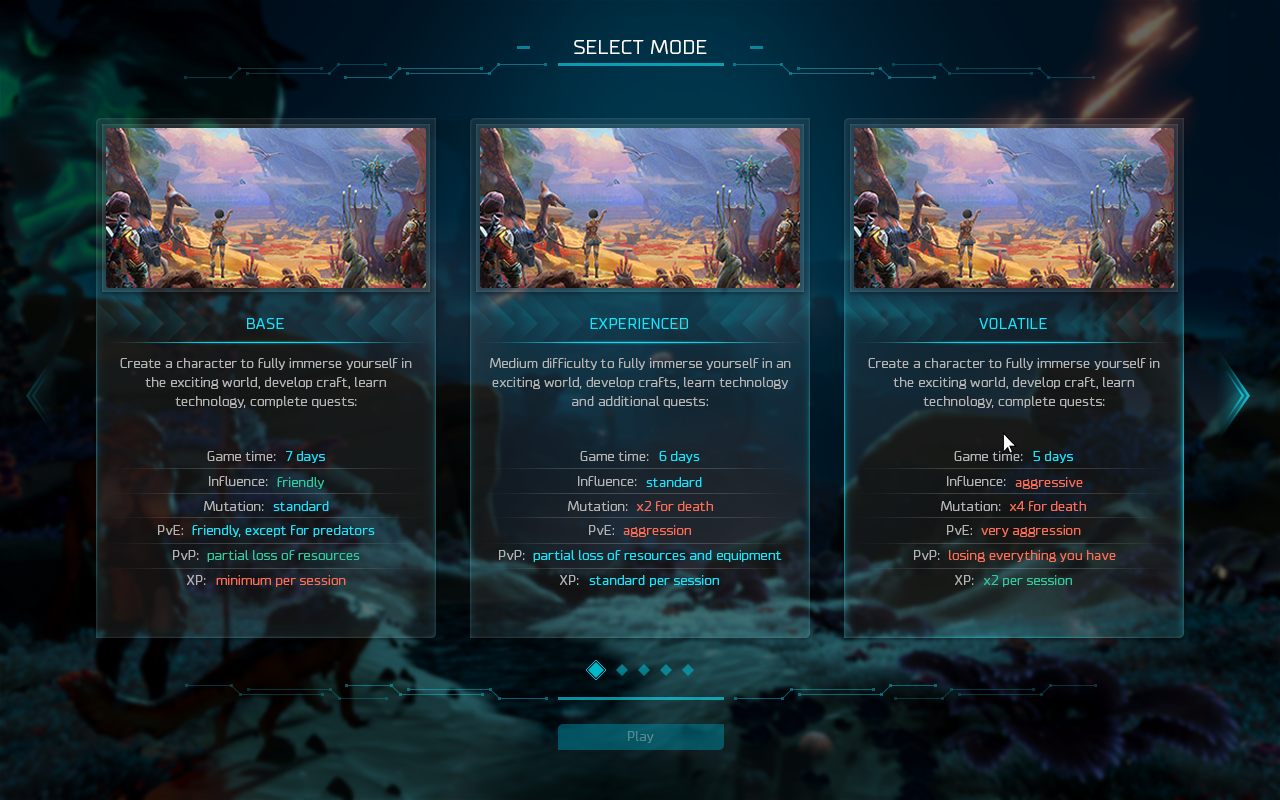 SELECT MODE
BASE
Create a character to fully immerse yourself in
the exciting world, develop craft, learn
technology, complete quests:
Game time: 7 days
Influence: friendly
Mutation: standard
PvE: friendly, except for predators
PvP: partial loss of resources
XP: minimum per session
EXPERIENCED
Medium difficulty to fully immerse yourself in an
exciting world, develop crafts, learn technology
and additional quests:
Game time: 6 days
Influence: standard
Mutation: x2 for death
PvE: aggression
PvP: partial loss of resources and equipment
XP: standard per session
VOLATILE
Create a character to fully immerse yourself in
the exciting world, develop craft, learn
technology, complete quests:
Game time: 5 days
Influence: aggressive
Mutation: x4 for death
PvE: very aggression
PvP: losing everything you have
XP: x2 per session
Play